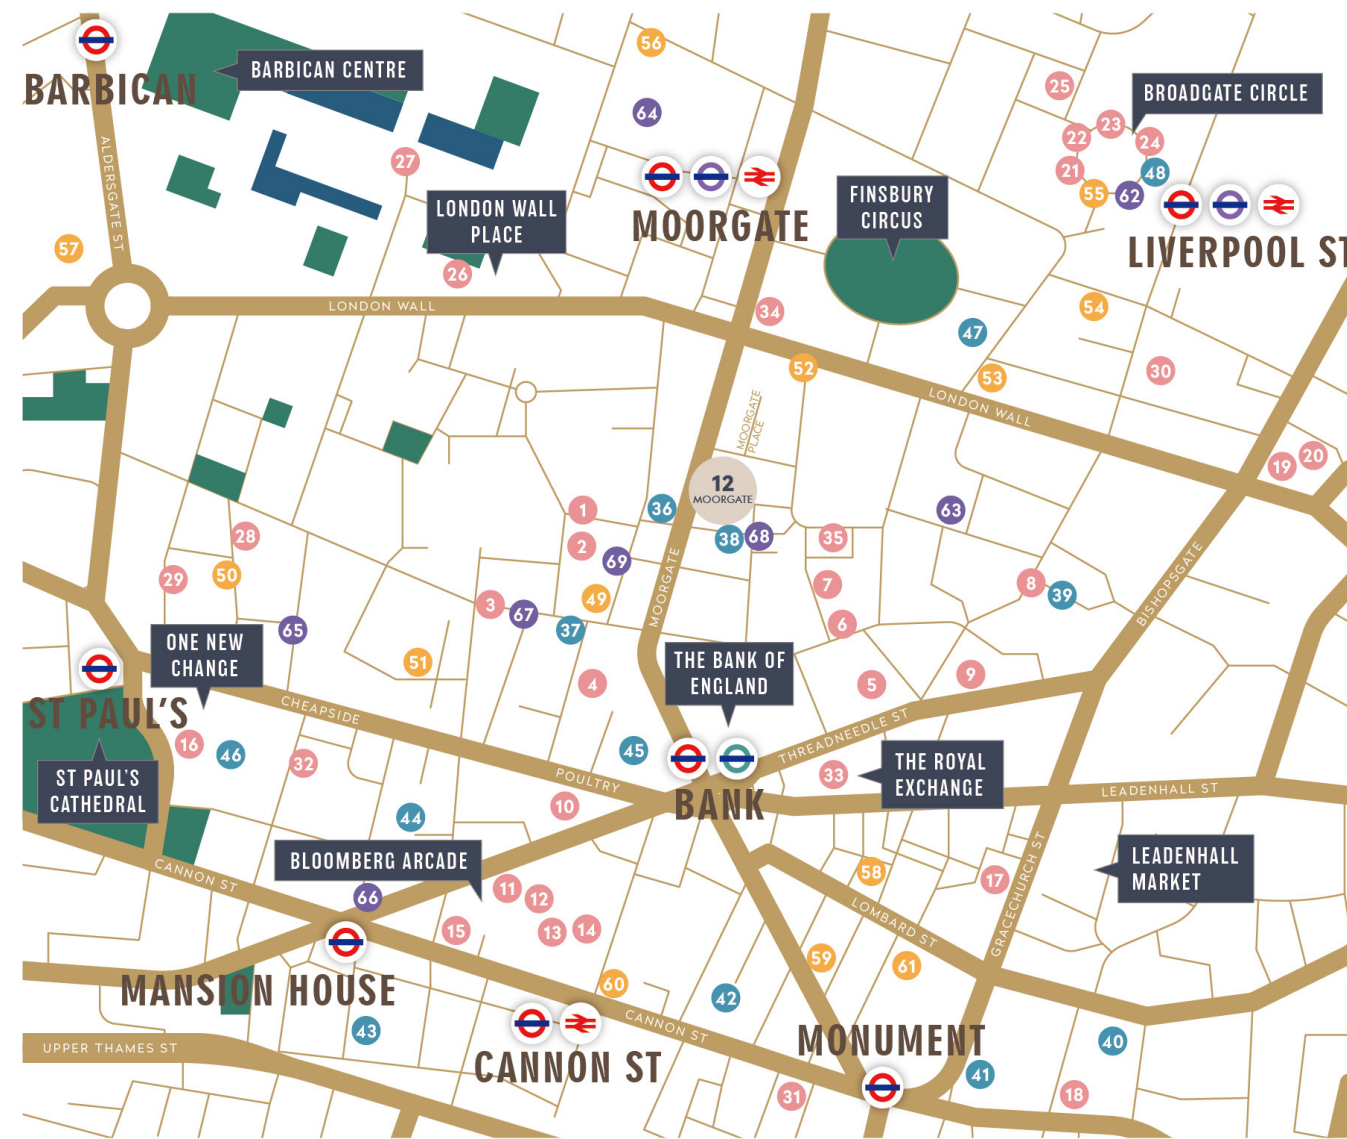 56
25
BARBICAN CENTRE
BARBICAN
BROADGATE CIRCLE
64
23
22
24
ALDERSGATE ST
27
21
48
55
62
LONDON WALL
PLACE
FINSBURY
CIRCUS
MOORGATE
LIVERPOOL ST
57
26
LONDON WALL
34
54
47
52
53
30
LONDON WALL
MOORGATE
PLACE
20
19
12
MOORGATE
1
36
63
28
38
68
35
2
69
29
50
MOORGATE
BISHOPSGATE
7
8
39
3
67
49
37
6
65
ONE NEW
CHANGE
51
THE BANK OF
ENGLAND
4
5
9
ST PAUL'S
CHEAPSIDE
THREADNEEDLE ST
16
46
32
45
ST PAUL'S
CATHEDRAL
POULTRY
33
THE ROYAL
EXCHANGE
LEADENHALL ST
10
BANK
44
BLOOMBERG ARCADE
LEADENHALL
MARKET
CANNON ST
66
11
12
58
17
GRACECHURCH ST
LOMBARD ST
15
13
14
59
61
MANSION HOUSE
60
42
43
CANNON ST
UPPER THAMES ST
CANNON ST
MONUMENT
40
41
31
18